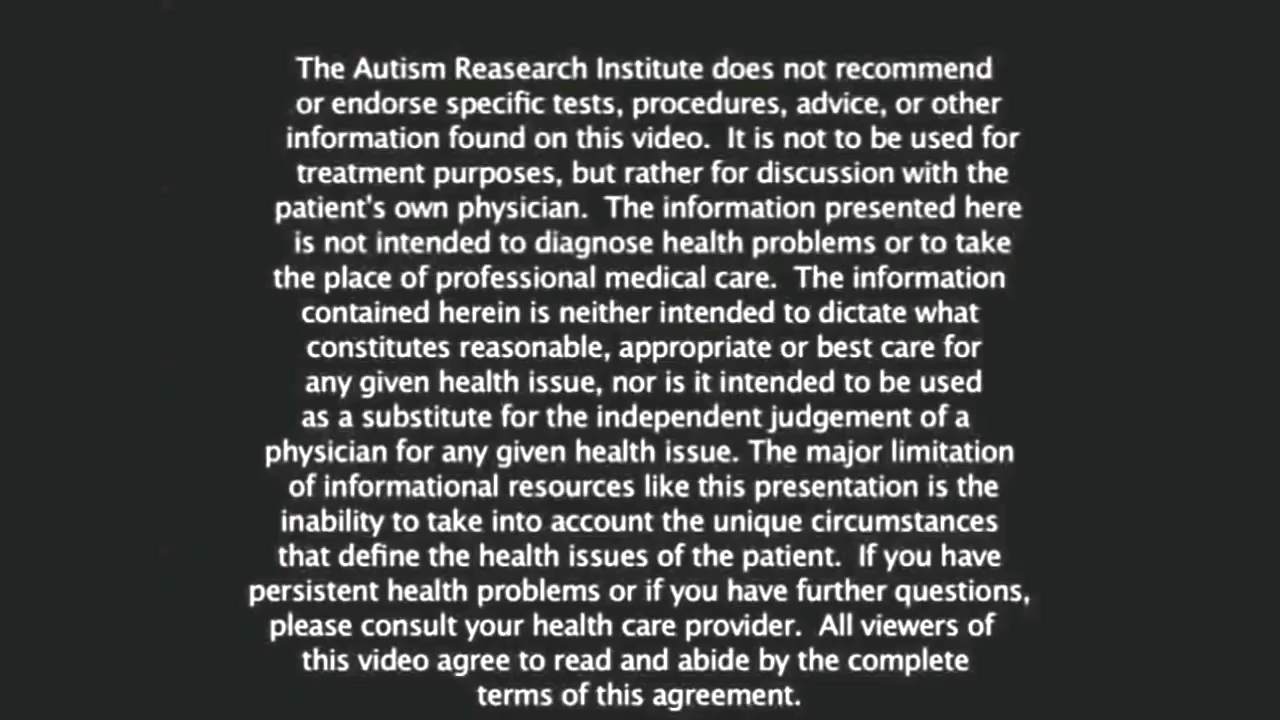 The Autism Reasearch Institute does not recommend
or endorse specific tests, procedures, advice, or other
information found on this video.  It is not to be used for
treatment purposes, but rather for discussion with the
patient's own physician.  The information presented here
is not intended to diagnose health problems or to take
the place of professional medical care.  The information
contained herein is neither intended to dictate what
constitutes reasonable, appropriate or best care for
any given health issue, nor is it intended to be used
as a substitute for the independent judgement of a
physician for any given health issue. The major limitation
of informational resources like this presentation is the
inability to take into account the unique circumstances
that define the health issues of the patient.  If you have
persistent health problems or if you have further questions,
please consult your health care provider.  All viewers of
this video agree to read and abide by the complete
terms of this agreement.